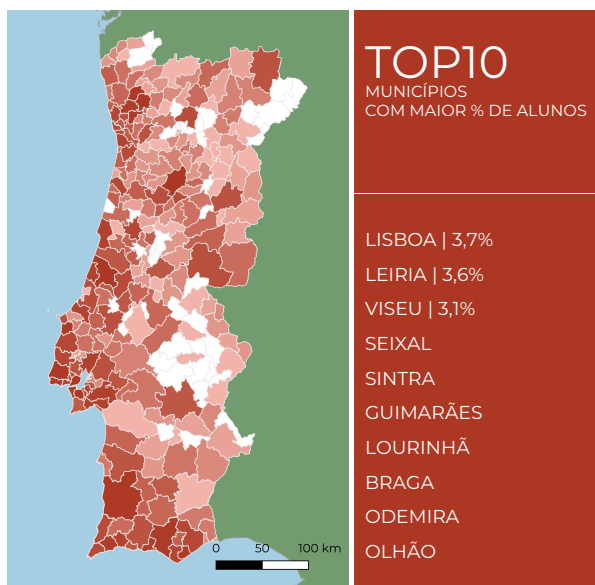 TOP10
MUNICÍPIOS
COM MAIOR % DE ALUNOS
LISBOA | 3,7%
LEIRIA | 3,6%
VISEU | 3,1%
SEIXAL
SINTRA
GUIMARÃES
LOURINHÃ
BRAGA
ODEMIRA
OLHÃO
0 50 100 km